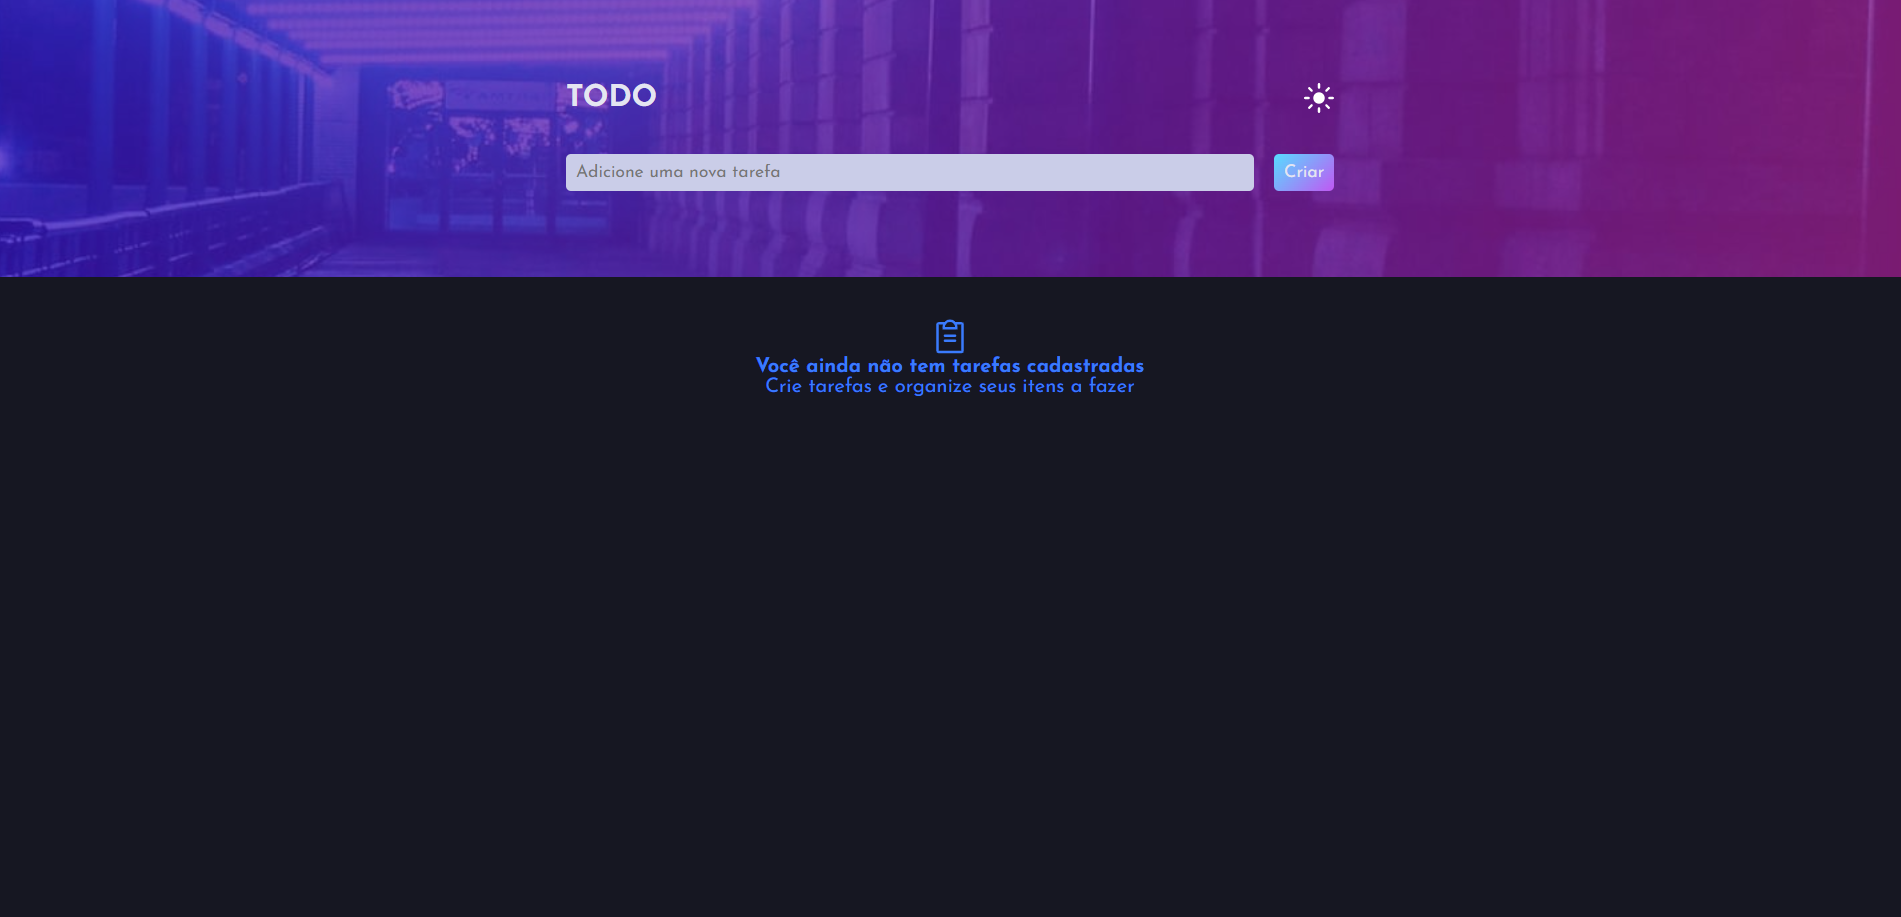 TODO
Adicione uma nova tarefa
Criar
Você ainda não tem tarefas cadastradas
Crie tarefas e organize seus itens a fazer